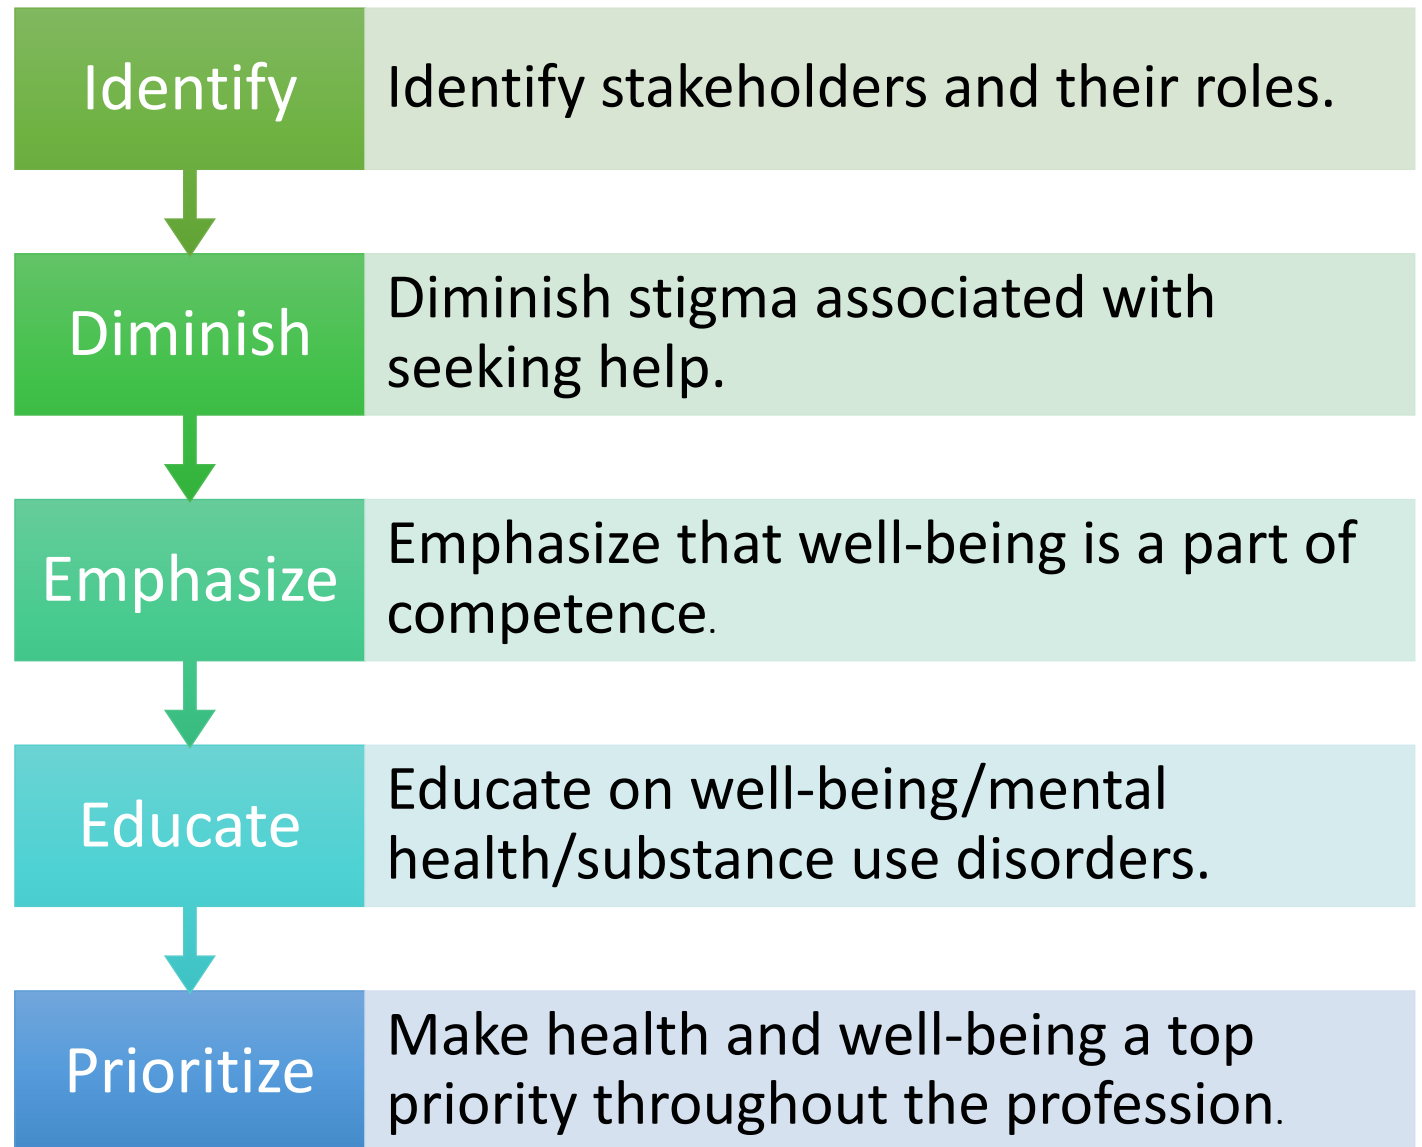 Identify
Identify stakeholders and their roles.
Diminish
Diminish stigma associated with
seeking help.
Emphasize
Emphasize that well-being is a part of
competence.
Educate
Educate on well-being/mental
health/substance use disorders.
Prioritize
Make health and well-being a top
priority throughout the profession.